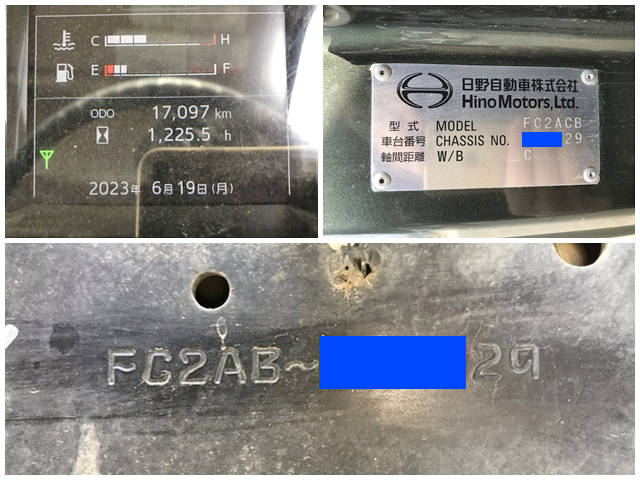 C H
E F
ODO 17,097 km
1,225.5 h
2023年 6月19日(月)
日野自動車株式会社
Hino Motors, Ltd.
型式 MODEL FC2ACB
車台番号 CHASSIS NO. 29
軸間距離 W/B C
FC2AB~ 29